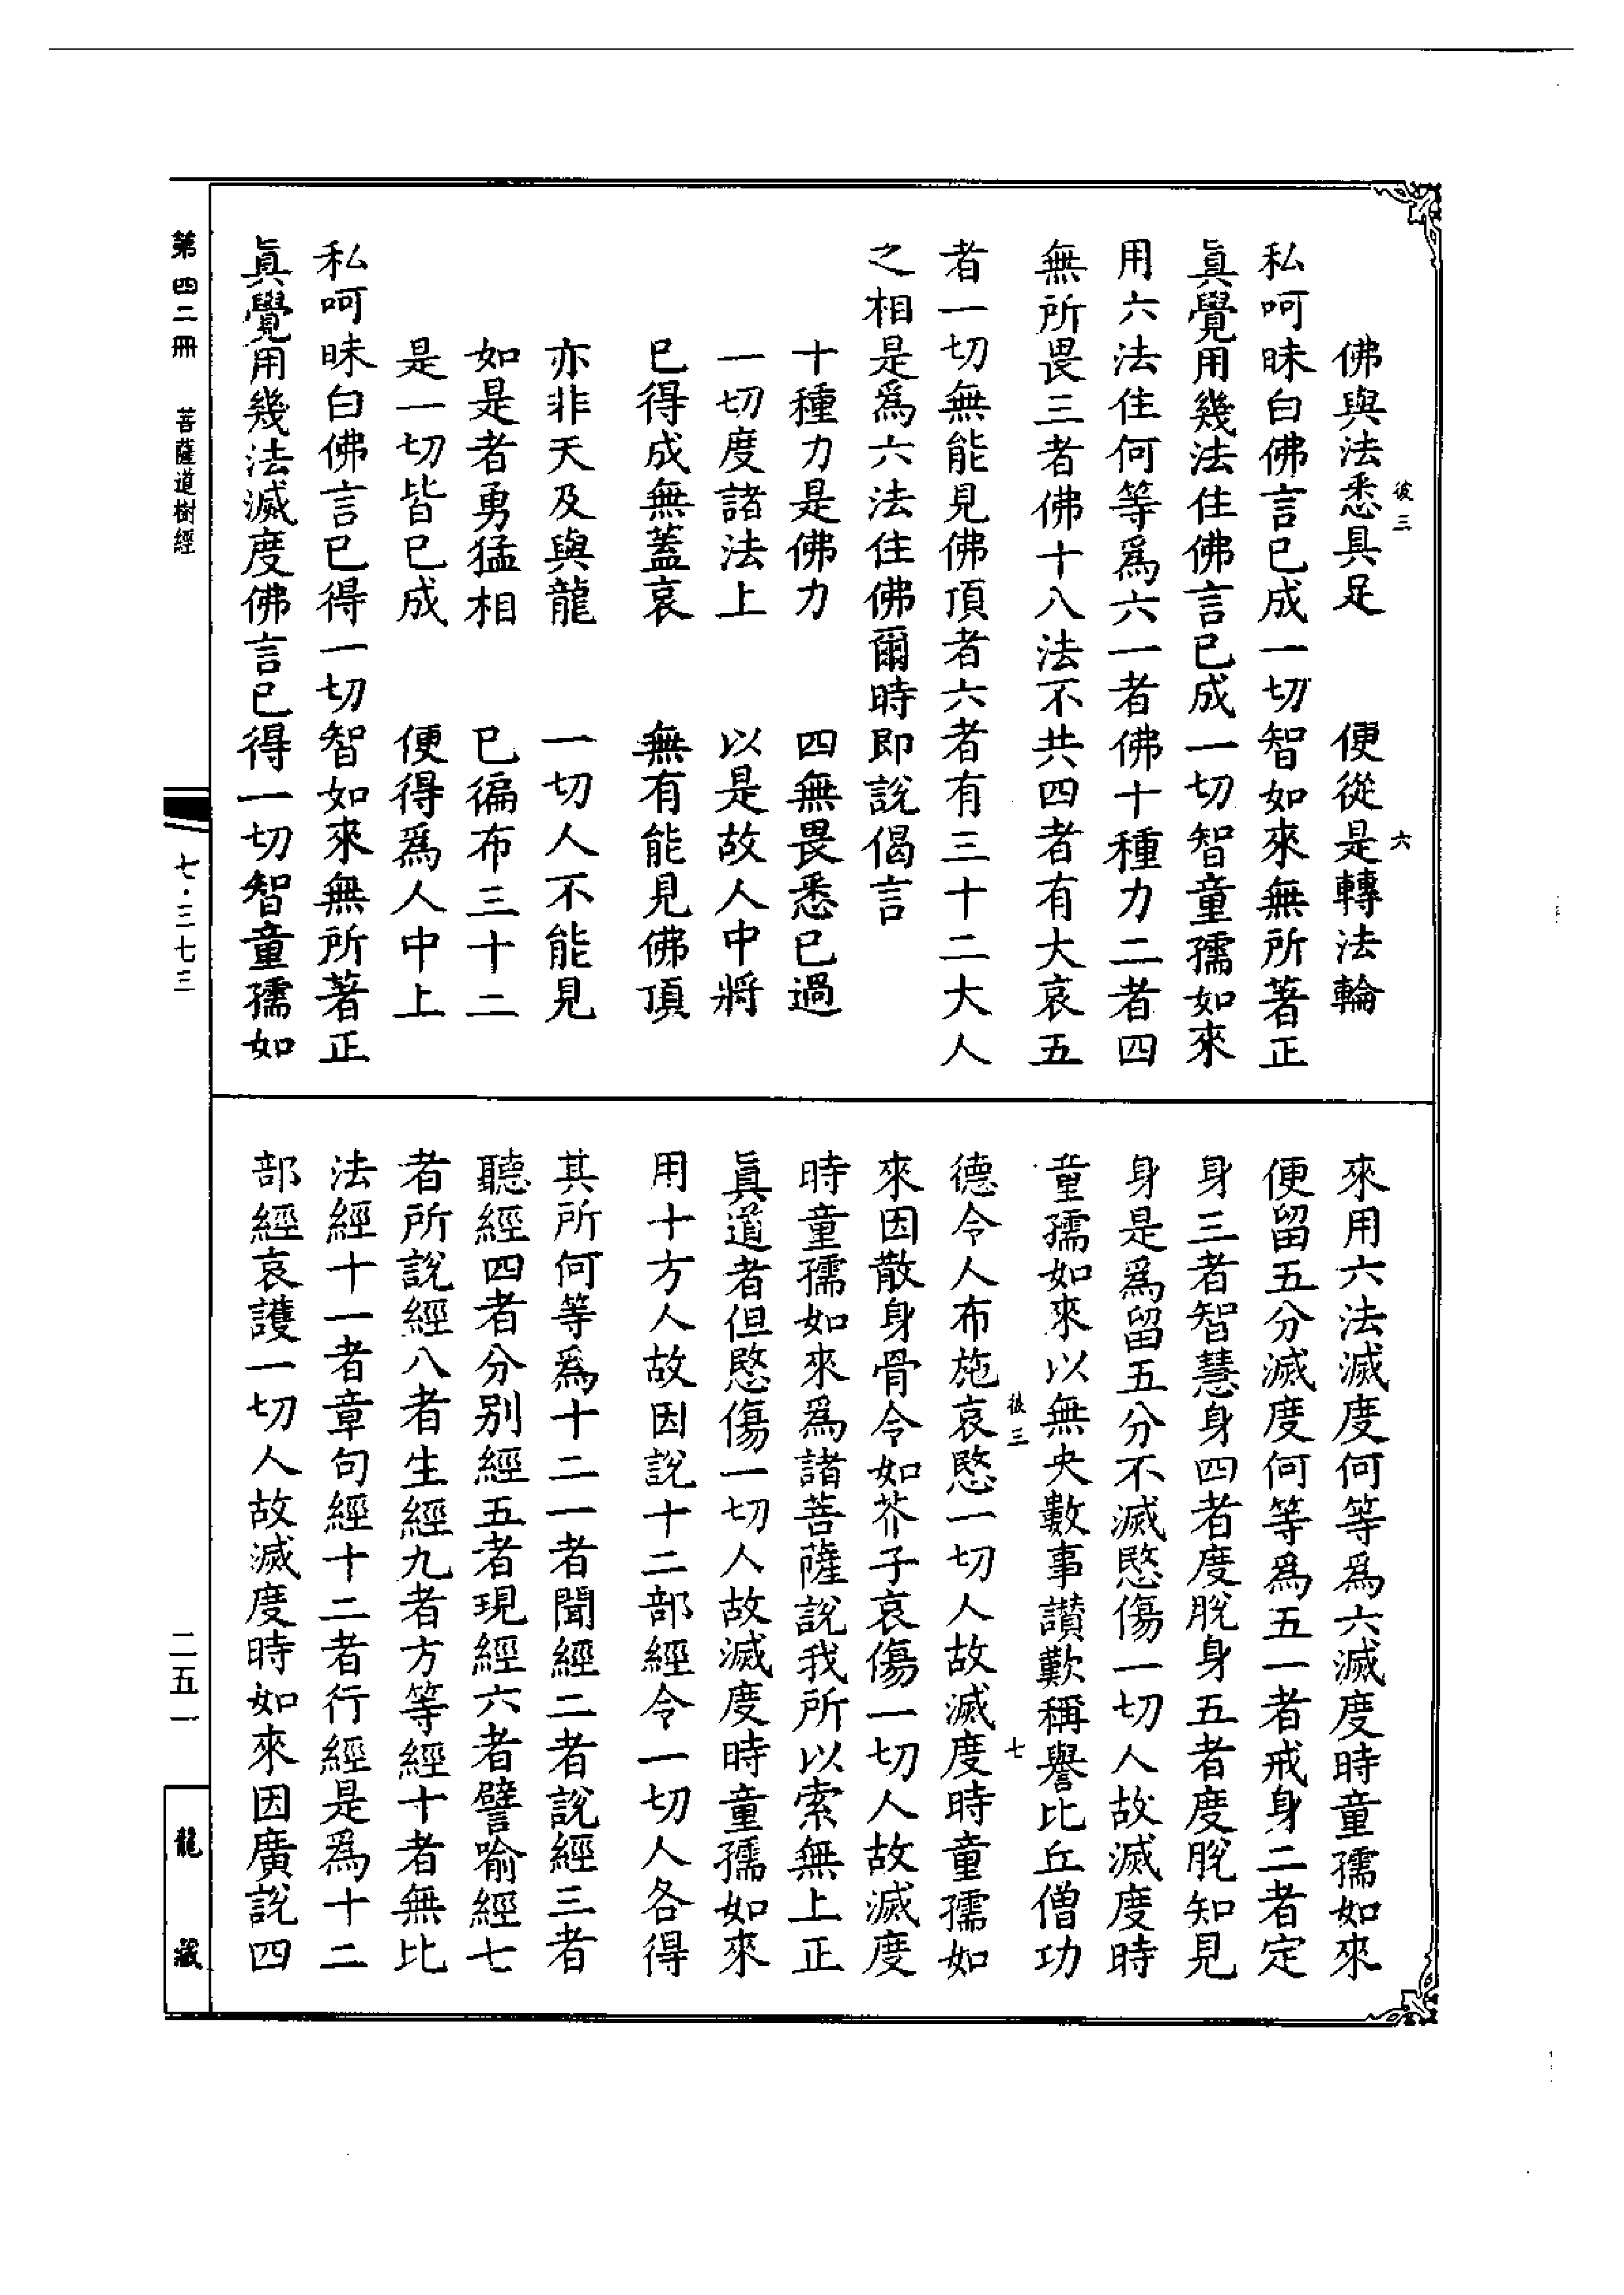 彼三
六
佛與法悉具足　便從是轉法輪
私呵昧白佛言已成一切智如來無所著正
眞覺用幾法住佛言已成一切智童孺如來
用六法住何等爲六一者佛十種力二者四
無所畏三者佛十八法不共四者有大哀五
者一切無能見佛頂者六者有三十二大人
之相是爲六法住佛爾時即說偈言
十種力是佛力　四無畏悉已過
一切度諸法上　以是故人中將
已得成無蓋哀　無有能見佛頂
亦非天及與龍　一切人不能見
如是者勇猛相　已徧布三十二
是一切皆已成　便得爲人中上
私呵昧白佛言已得一切智如來無所著正
眞覺用幾法滅度佛言已得一切智童孺如
來用六法滅度何等爲六滅度時童孺如來
便留五分滅度何等爲五一者戒身二者定
身三者智慧身四者度脫身五者度脫知見
身是爲留五分不滅愍傷一切人故滅度時
童孺如來以無央數事讃歎稱譽比丘僧功
彼三
七
德令人布施哀愍一切人故滅度時童孺如
來因散身骨令如芥子哀傷一切人故滅度
時童孺如來爲諸菩薩說我所以索無上正
眞道者但愍傷一切人故滅度時童孺如來
用十方人故因說十二部經令一切人各得
其所何等爲十二一者聞經二者說經三者
聽經四者分別經五者現經六者譬喻經七
者所說經八者生經九者方等經十者無比
法經十一者章句經十二者行經是爲十二
部經哀護一切人故滅度時如來因廣說四
第四二冊　菩薩道樹經
七·三七三
二五一
龍藏